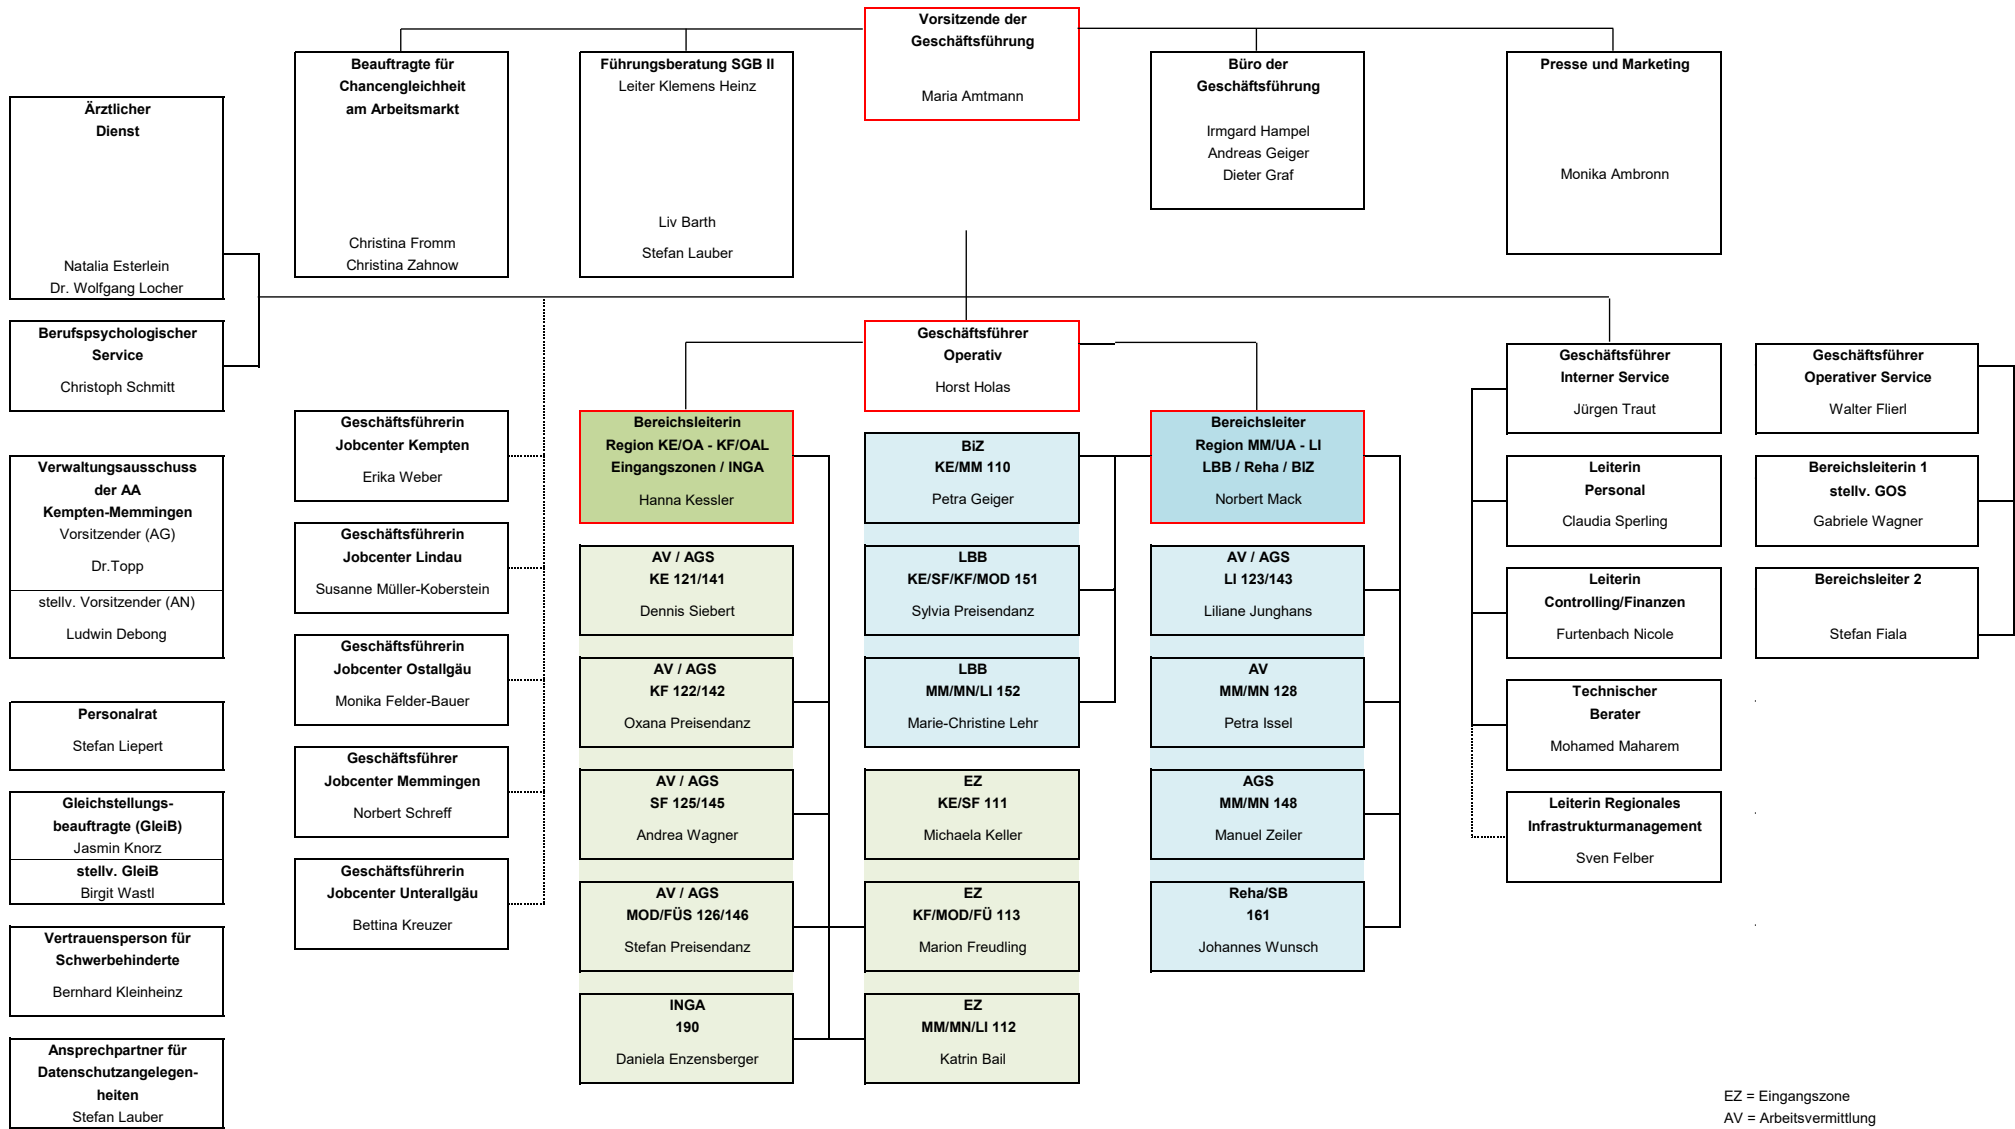 Vorsitzende der
Geschäftsführung
Maria Amtmann
Beauftragte für
Chancengleichheit
am Arbeitsmarkt
Christina Fromm
Christina Zahnow
Führungsberatung SGB II
Leiter Klemens Heinz
Liv Barth
Stefan Lauber
Büro der
Geschäftsführung
Irmgard Hampel
Andreas Geiger
Dieter Graf
Presse und Marketing
Monika Ambronn
Ärztlicher
Dienst
Natalia Esterlein
Dr. Wolfgang Locher
Berufspsychologischer
Service
Christoph Schmitt
Verwaltungsausschuss
der AA
Kempten-Memmingen
Vorsitzender (AG)
Dr.Topp
stellv. Vorsitzender (AN)
Ludwin Debong
Personalrat
Stefan Liepert
Gleichstellungs-
beauftragte (GleiB)
Jasmin Knorz
stellv. GleiB
Birgit Wastl
Vertrauensperson für
Schwerbehinderte
Bernhard Kleinheinz
Ansprechpartner für
Datenschutzangelegen-
heiten
Stefan Lauber
Geschäftsführerin
Jobcenter Kempten
Erika Weber
Geschäftsführerin
Jobcenter Lindau
Susanne Müller-Koberstein
Geschäftsführerin
Jobcenter Ostallgäu
Monika Felder-Bauer
Geschäftsführer
Jobcenter Memmingen
Norbert Schreff
Geschäftsführerin
Jobcenter Unterallgäu
Bettina Kreuzer
Geschäftsführer
Operativ
Horst Holas
Bereichsleiterin
Region KE/OA - KF/OAL
Eingangszonen / INGA
Hanna Kessler
AV / AGS
KE 121/141
Dennis Siebert
AV / AGS
KF 122/142
Oxana Preisendanz
AV / AGS
SF 125/145
Andrea Wagner
AV / AGS
MOD/FÜS 126/146
Stefan Preisendanz
INGA
190
Daniela Enzensberger
BiZ
KE/MM 110
Petra Geiger
LBB
KE/SF/KF/MOD 151
Sylvia Preisendanz
LBB
MM/MN/LI 152
Marie-Christine Lehr
EZ
KE/SF 111
Michaela Keller
EZ
KF/MOD/FÜ 113
Marion Freudling
EZ
MM/MN/LI 112
Katrin Bail
Bereichsleiter
Region MM/UA - LI
LBB / Reha / BIZ
Norbert Mack
AV / AGS
LI 123/143
Liliane Junghans
AV
MM/MN 128
Petra Issel
AGS
MM/MN 148
Manuel Zeiler
Reha/SB
161
Johannes Wunsch
Geschäftsführer
Interner Service
Jürgen Traut
Leiterin
Personal
Claudia Sperling
Leiterin
Controlling/Finanzen
Furtenbach Nicole
Technischer
Berater
Mohamed Maharem
Leiterin Regionales
Infrastrukturmanagement
Sven Felber
Geschäftsführer
Operativer Service
Walter Flierl
Bereichsleiterin 1
stellv. GOS
Gabriele Wagner
Bereichsleiter 2
Stefan Fiala
EZ = Eingangszone
AV = Arbeitsvermittlung